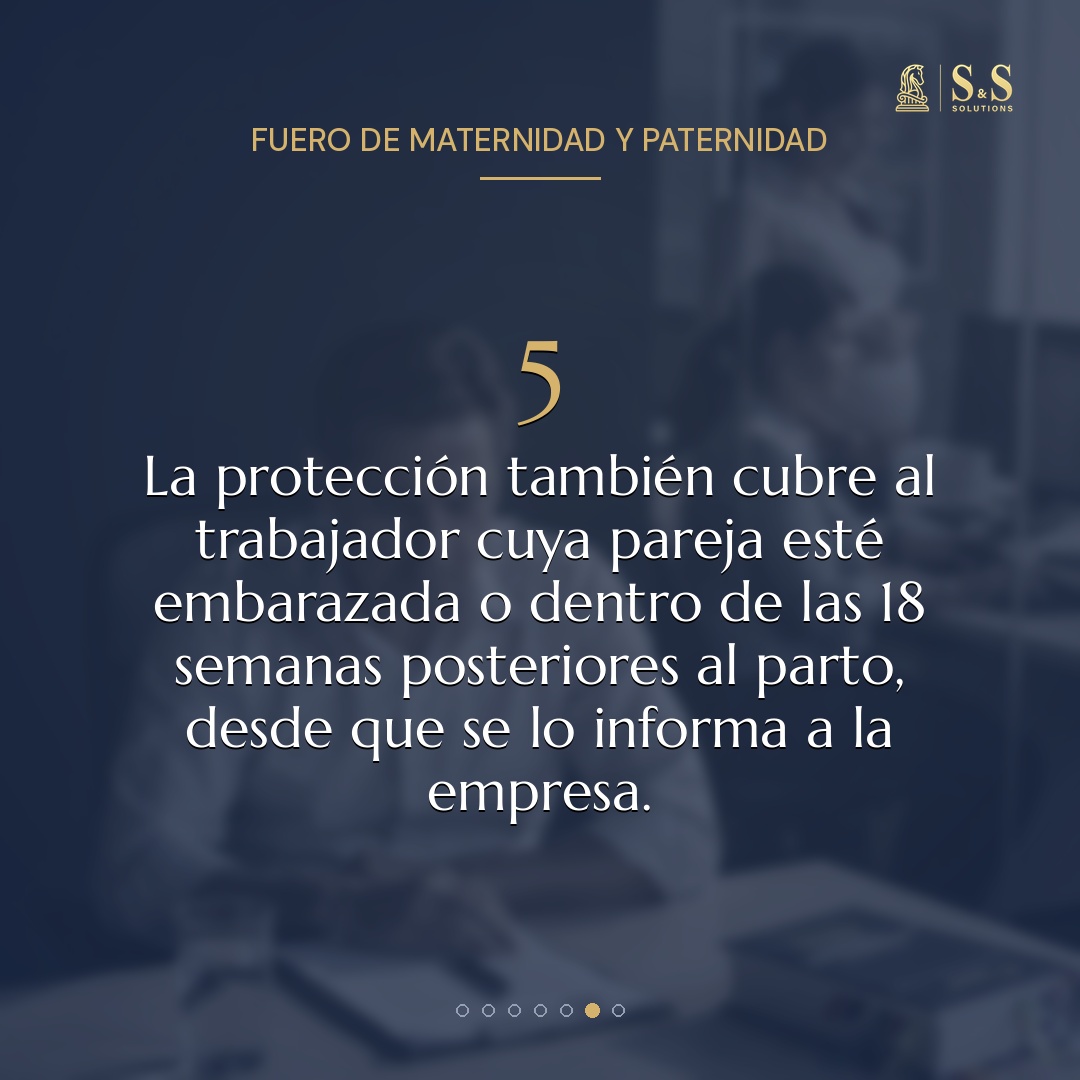 S&S
SOLUTIONS
FUERO DE MATERNIDAD Y PATERNIDAD
5
La protección también cubre al
trabajador cuya pareja esté
embarazada o dentro de las 18
semanas posteriores al parto,
desde que se lo informa a la
empresa.